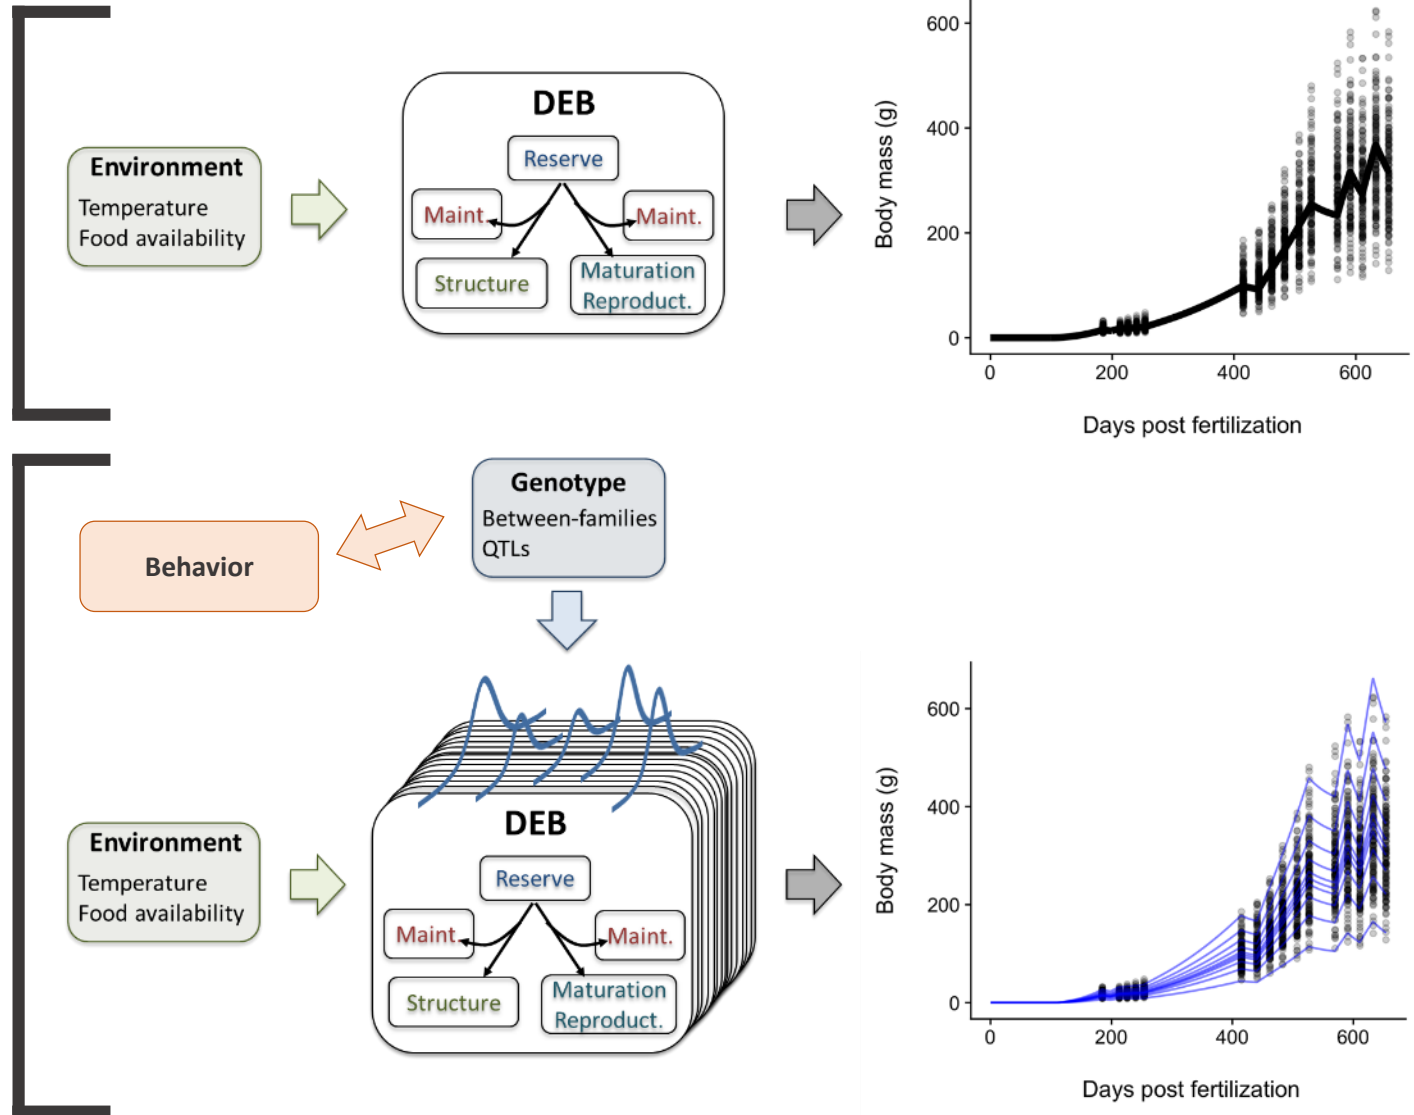 DEB
Reserve
Maint.
Maint.
Structure
Maturation
Reproduct.
Environment
Temperature
Food availability
Body mass (g)
600
400
200
0
0
200
400
600
Days post fertilization
Genotype
Between-families
QTLs
Behavior
DEB
Reserve
Maint.
Maint.
Structure
Maturation
Reproduct.
Environment
Temperature
Food availability
Body mass (g)
600
400
200
0
0
200
400
600
Days post fertilization